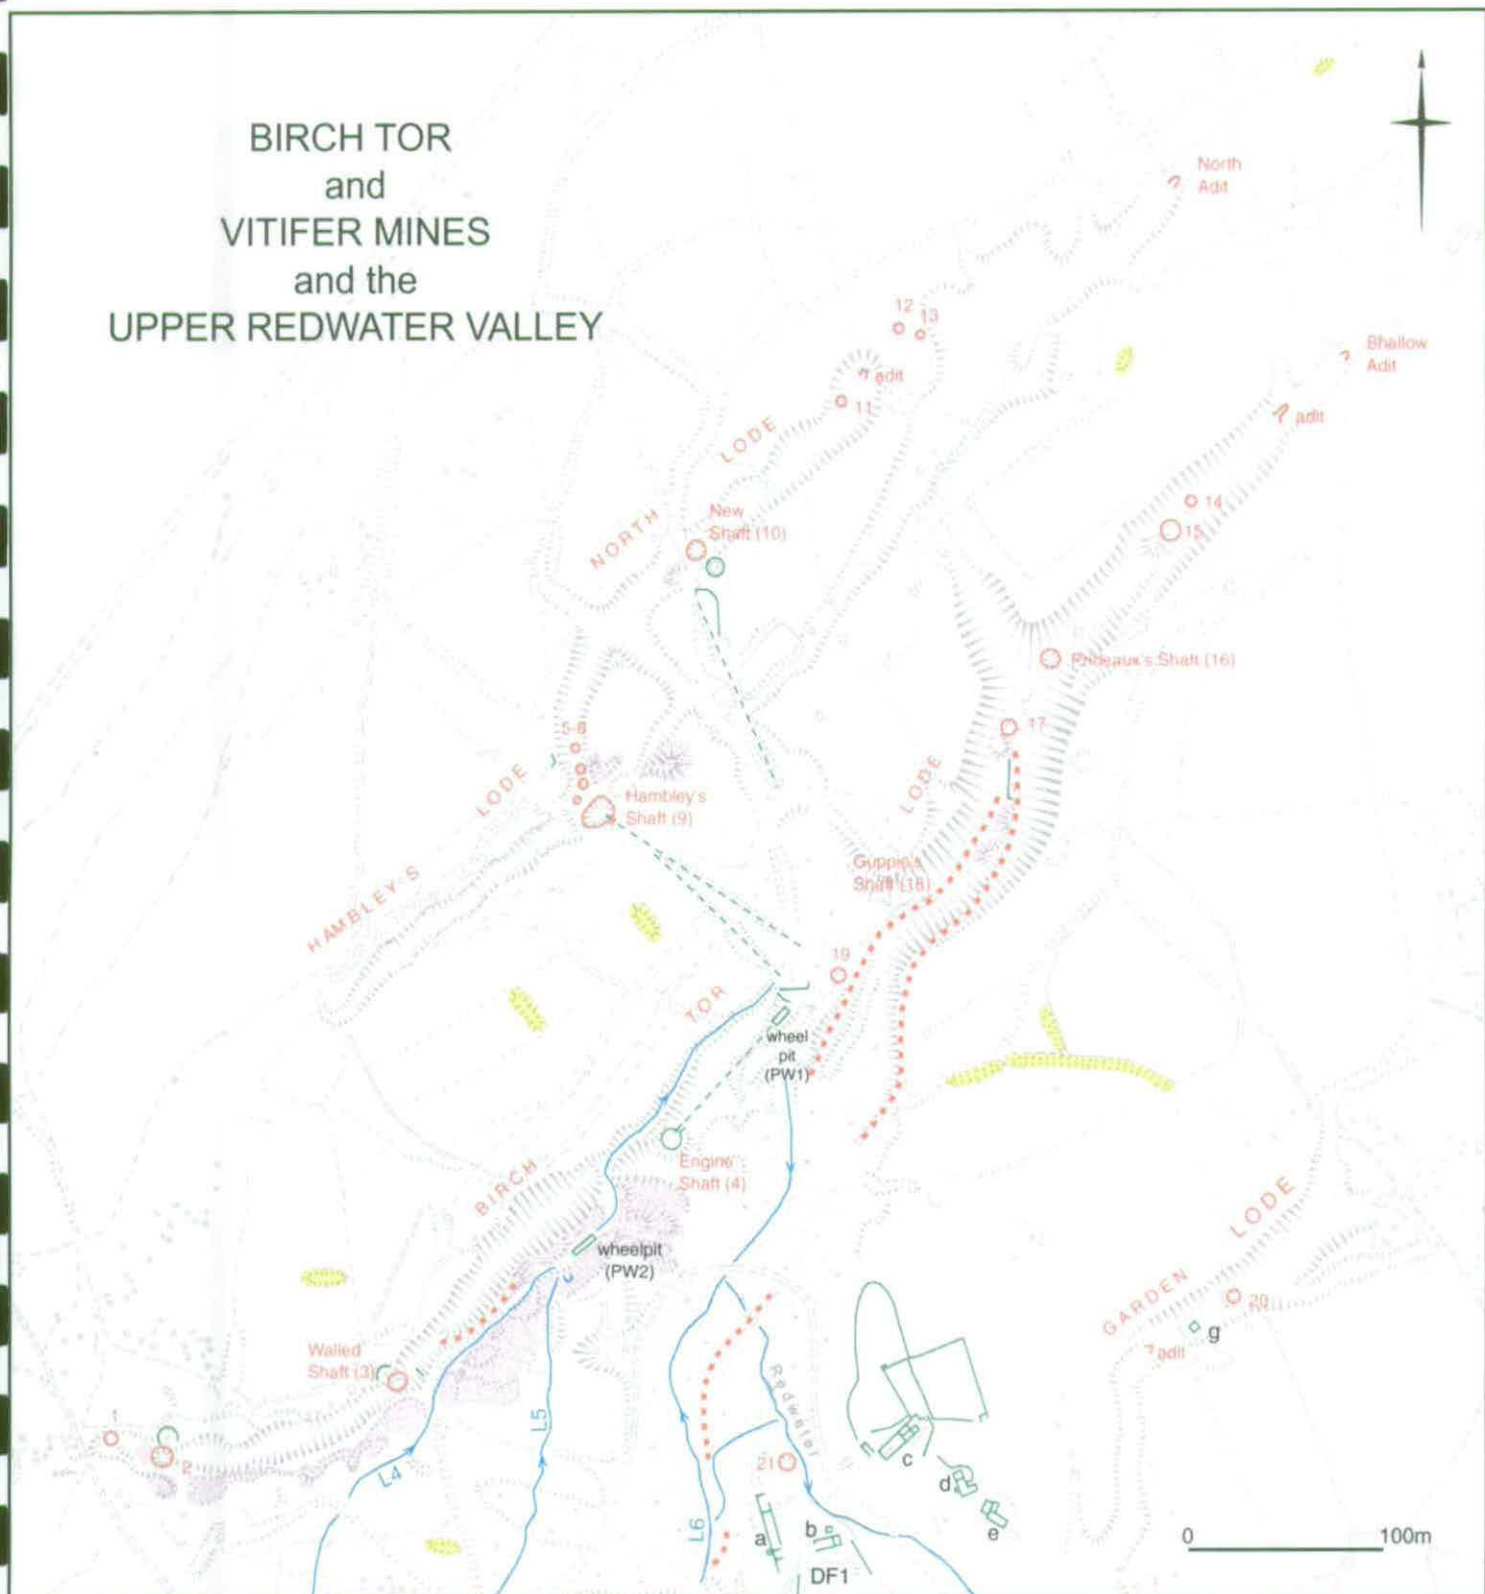 BIRCH TOR
and
VITIFER MINES
and the
UPPER REDWATER VALLEY
North
Adit
12
13
Bhallow
Adit
adit
11
adit
LODE
14
New
Shaft (10)
15
NORTH
Prideaux's Shaft (16)
17
5-8
LODE
LODE
Hambley's
Shaft (9)
Guppie's
Shaft (18)
HAMBLEY'S
19
TOR
wheel
pit
(PW1)
Engine
Shaft (4)
BIRCH
LODE
wheelpit
(PW2)
GARDEN
20
g
adit
Walled
Shaft (3)
Redwater
1
2
L5
L4
21
c
d
L6
a
b
e
0
100m
DF1